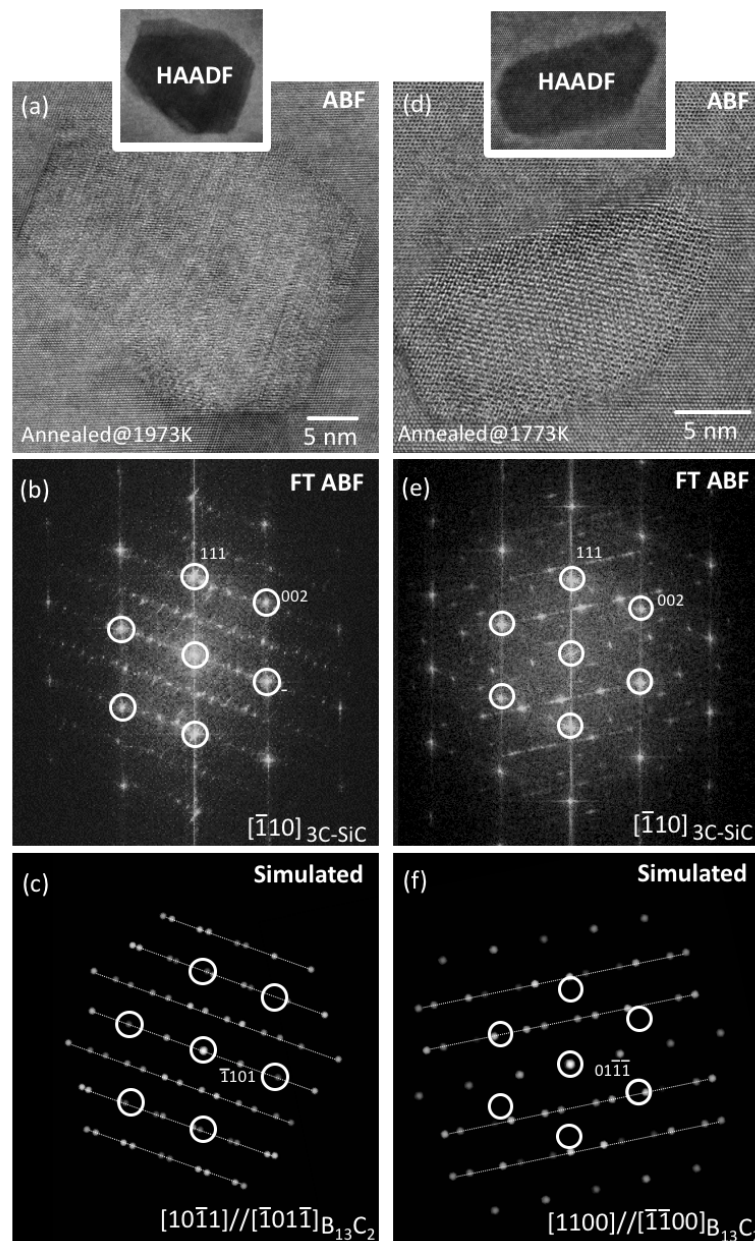 HAADF
HAADF
(a)
ABF
(d)
ABF
Annealed@1973K
5 nm
Annealed@1773K
5 nm
(b)
FT ABF
111
002
[1̅10] 3C-SiC
(e)
FT ABF
111
002
[1̅10] 3C-SiC
(c)
Simulated
1̅101
[101̅1]//[1̅011̅]B₁₃C₂
(f)
Simulated
011̅1̅
[1100]//[1̅1̅00]B₁₃C